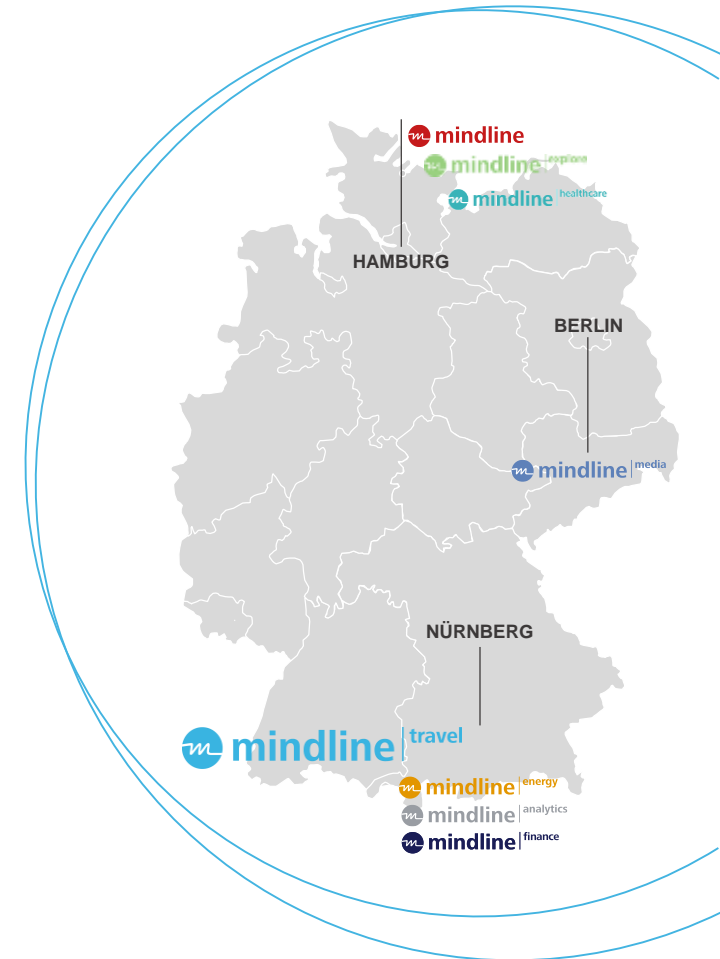 mindline
mindline explore
mindline healthcare
HAMBURG
BERLIN
mindline media
NÜRNBERG
mindline travel
mindline energy
mindline analytics
mindline finance